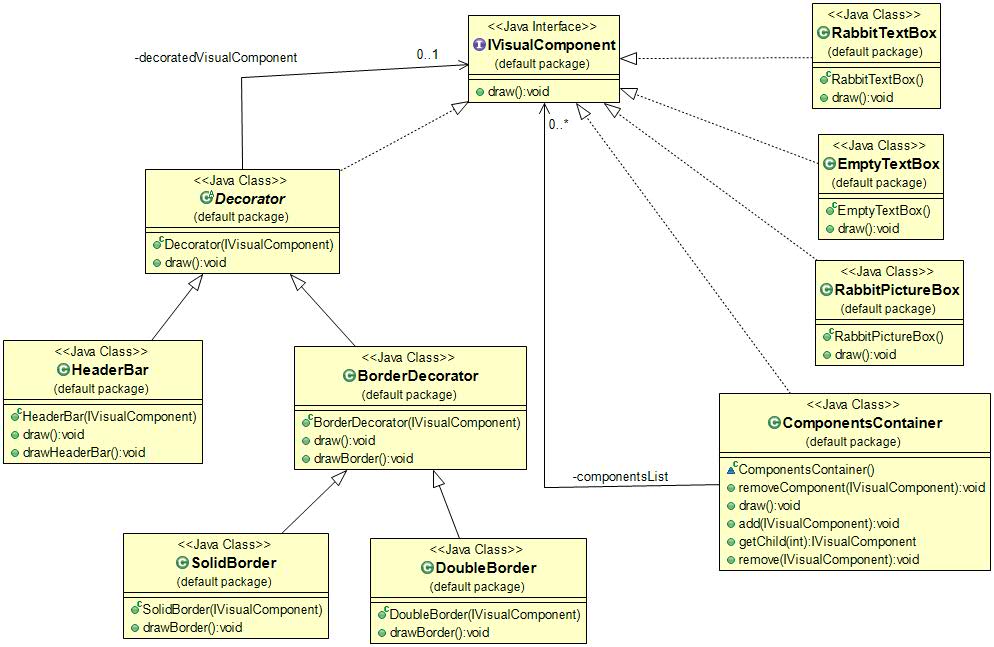 <<Java Interface>>
IVisualComponent
(default package)
draw():void
-decoratedVisualComponent
0..1
0..*
<<Java Class>>
RabbitTextBox
(default package)
RabbitTextBox()
draw():void
<<Java Class>>
EmptyTextBox
(default package)
EmptyTextBox()
draw():void
<<Java Class>>
Decorator
(default package)
Decorator(IVisualComponent)
draw():void
<<Java Class>>
RabbitPictureBox
(default package)
RabbitPictureBox()
draw():void
<<Java Class>>
HeaderBar
(default package)
HeaderBar(IVisualComponent)
draw():void
drawHeaderBar():void
<<Java Class>>
BorderDecorator
(default package)
BorderDecorator(IVisualComponent)
draw():void
drawBorder():void
-componentsList
<<Java Class>>
ComponentsContainer
(default package)
ComponentsContainer()
removeComponent(IVisualComponent):void
draw():void
add(IVisualComponent):void
getChild(int):IVisualComponent
remove(IVisualComponent):void
<<Java Class>>
SolidBorder
(default package)
SolidBorder(IVisualComponent)
drawBorder():void
<<Java Class>>
DoubleBorder
(default package)
DoubleBorder(IVisualComponent)
drawBorder():void